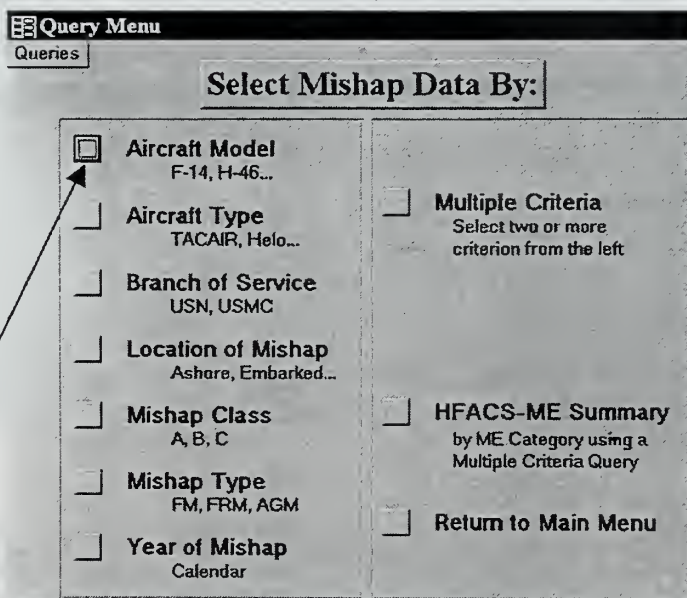 Query Menu
Queries
Select Mishap Data By:
Aircraft Model
F-14, H-46...
Aircraft Type
TACAIR, Helo...
Branch of Service
USN, USMC
Location of Mishap
Ashore, Embarked...
Mishap Class
A, B, C
Mishap Type
FM, FRM, AGM
Year of Mishap
Calendar
Multiple Criteria
Select two or more
criterion from the left
HFACS-ME Summary
by ME Category using a
Multiple Criteria Query
Return to Main Menu